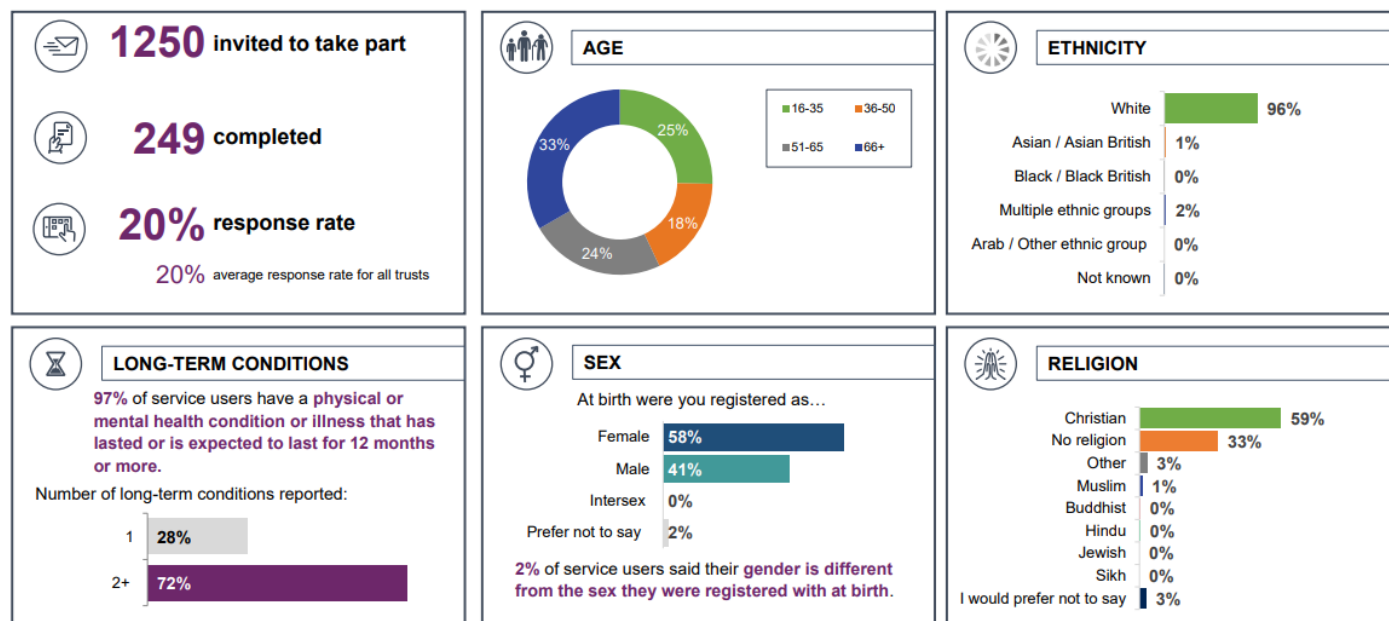 1250 invited to take part
249 completed
20% response rate
20% average response rate for all trusts
AGE
16-35
36-50
51-65
66+
25%
18%
24%
33%
ETHNICITY
White 96%
Asian / Asian British 1%
Black / Black British 0%
Multiple ethnic groups 2%
Arab / Other ethnic group 0%
Not known 0%
LONG-TERM CONDITIONS
97% of service users have a physical or
mental health condition or illness that has
lasted or is expected to last for 12 months
or more.
Number of long-term conditions reported:
1 28%
2+ 72%
SEX
At birth were you registered as…
Female 58%
Male 41%
Intersex 0%
Prefer not to say 2%
2% of service users said their gender is different
from the sex they were registered with at birth.
RELIGION
Christian 59%
No religion 33%
Other 3%
Muslim 1%
Buddhist 0%
Hindu 0%
Jewish 0%
Sikh 0%
I would prefer not to say 3%